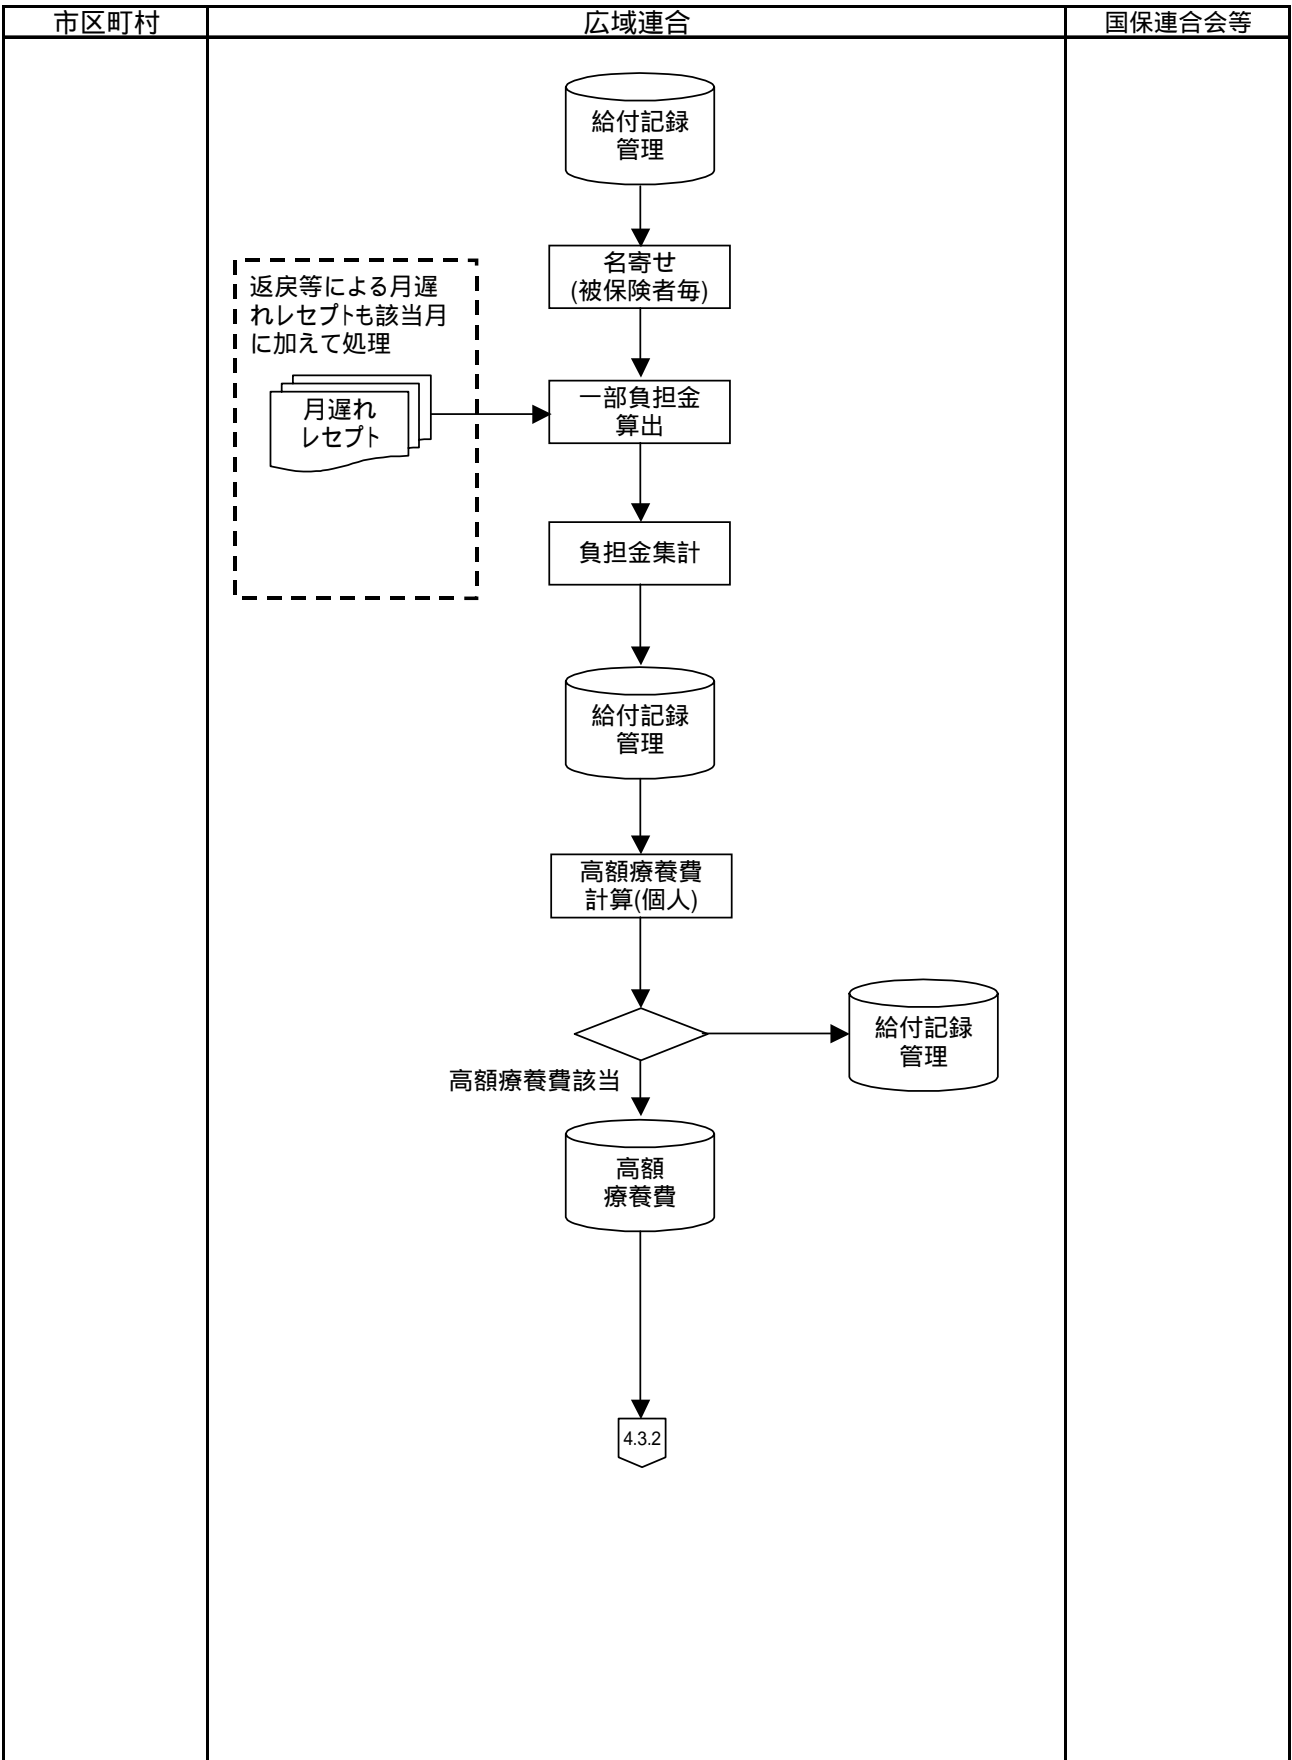 市区町村
広域連合
国保連合会等
給付記録
管理
名寄せ
(被保険者毎)
返戻等による月遅
れレセプトも該当月
に加えて処理
月遅れ
レセプト
一部負担金
算出
負担金集計
給付記録
管理
高額療養費
計算(個人)
給付記録
管理
高額療養費該当
高額
療養費
4.3.2